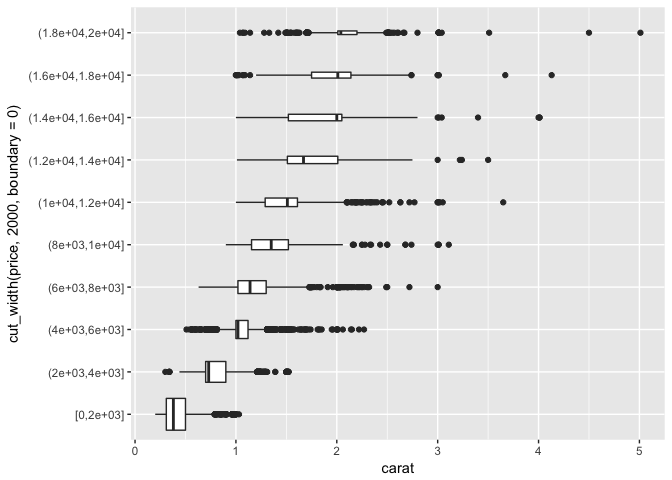 cut_width(price, 2000, boundary = 0)
(1.8e+04,2e+04]
(1.6e+04,1.8e+04]
(1.4e+04,1.6e+04]
(1.2e+04,1.4e+04]
(1e+04,1.2e+04]
(8e+03,1e+04]
(6e+03,8e+03]
(4e+03,6e+03]
(2e+03,4e+03]
[0,2e+03]
0 1 2 3 4 5
carat